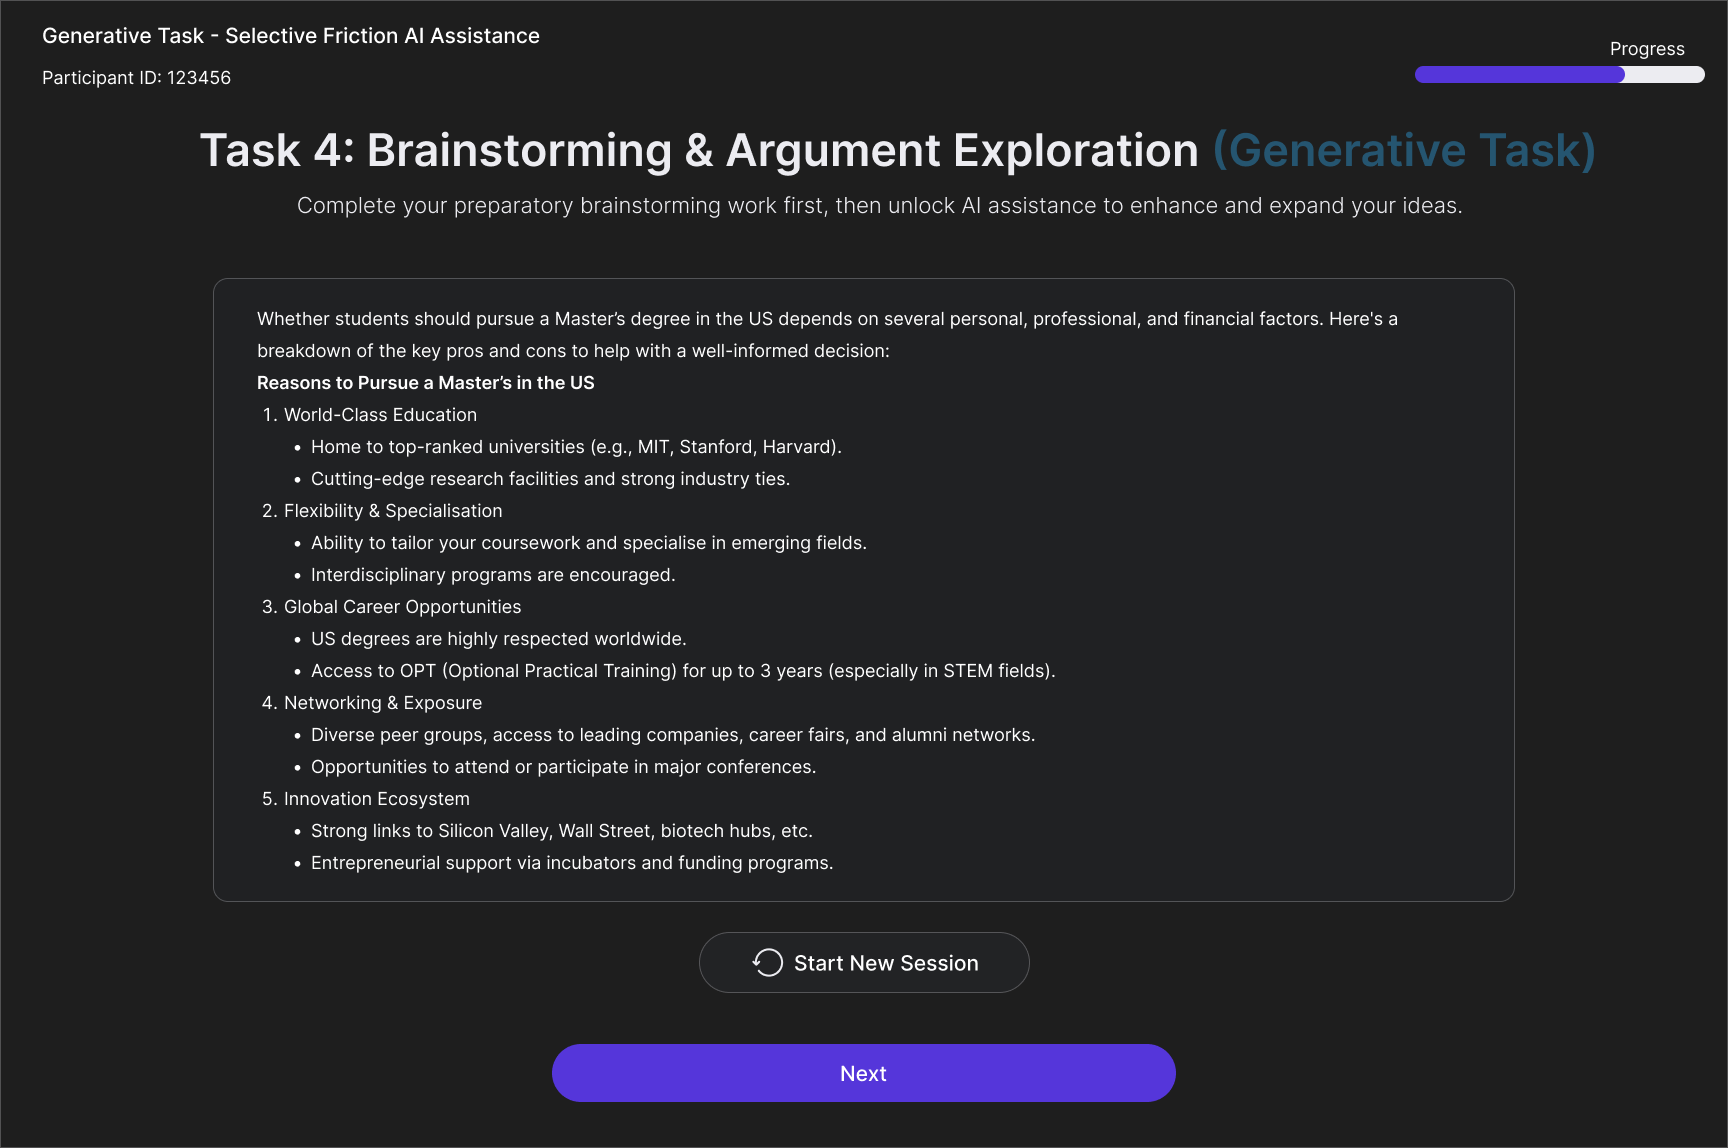 Generative Task - Selective Friction AI Assistance
Participant ID: 123456
Progress
Task 4: Brainstorming & Argument Exploration (Generative Task)
Complete your preparatory brainstorming work first, then unlock AI assistance to enhance and expand your ideas.
Whether students should pursue a Master’s degree in the US depends on several personal, professional, and financial factors. Here's a
breakdown of the key pros and cons to help with a well-informed decision:
Reasons to Pursue a Master’s in the US
1. World-Class Education
• Home to top-ranked universities (e.g., MIT, Stanford, Harvard).
• Cutting-edge research facilities and strong industry ties.
2. Flexibility & Specialisation
• Ability to tailor your coursework and specialise in emerging fields.
• Interdisciplinary programs are encouraged.
3. Global Career Opportunities
• US degrees are highly respected worldwide.
• Access to OPT (Optional Practical Training) for up to 3 years (especially in STEM fields).
4. Networking & Exposure
• Diverse peer groups, access to leading companies, career fairs, and alumni networks.
• Opportunities to attend or participate in major conferences.
5. Innovation Ecosystem
• Strong links to Silicon Valley, Wall Street, biotech hubs, etc.
• Entrepreneurial support via incubators and funding programs.
Start New Session
Next